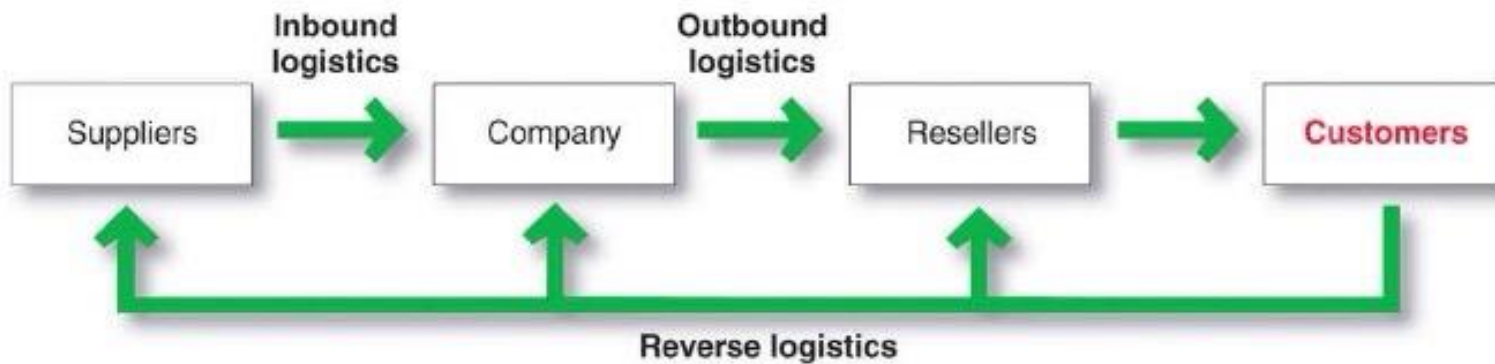 Inbound
logistics
Outbound
logistics
Suppliers
Company
Resellers
Customers
Reverse logistics